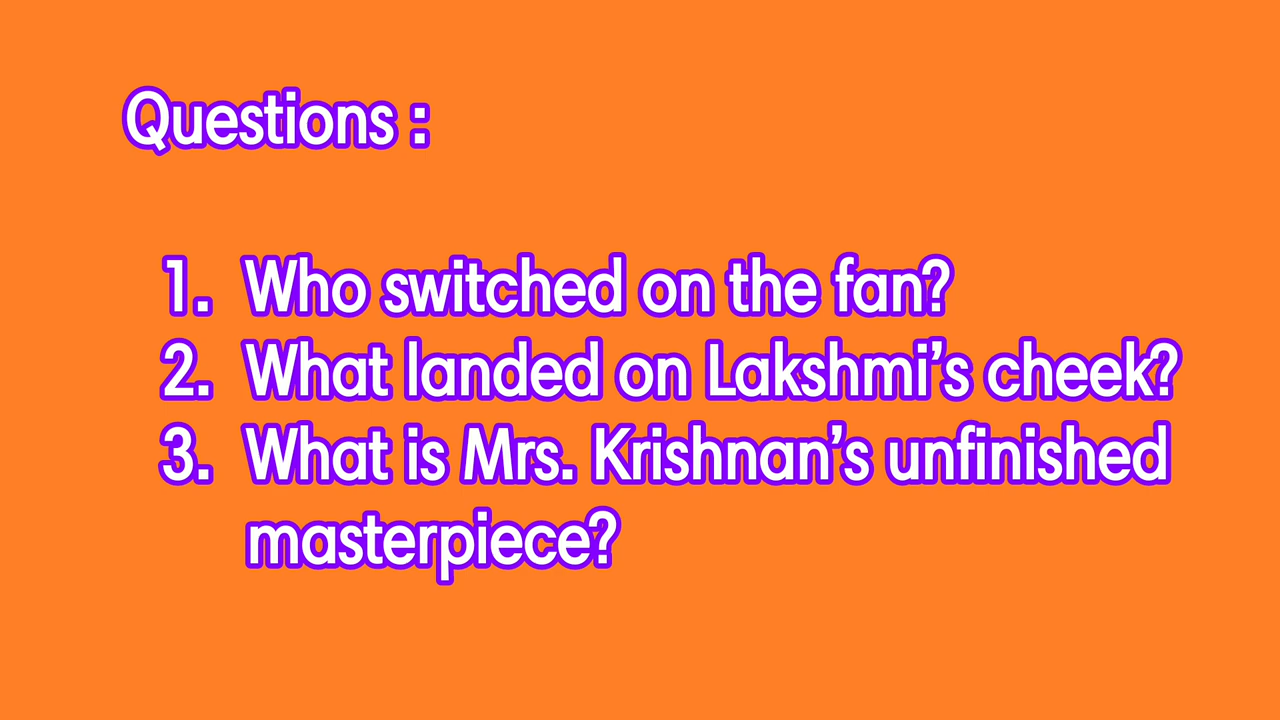 Questions :
1. Who switched on the fan?
2. What landed on Lakshmi’s cheek?
3. What is Mrs. Krishnan’s unfinished
masterpiece?